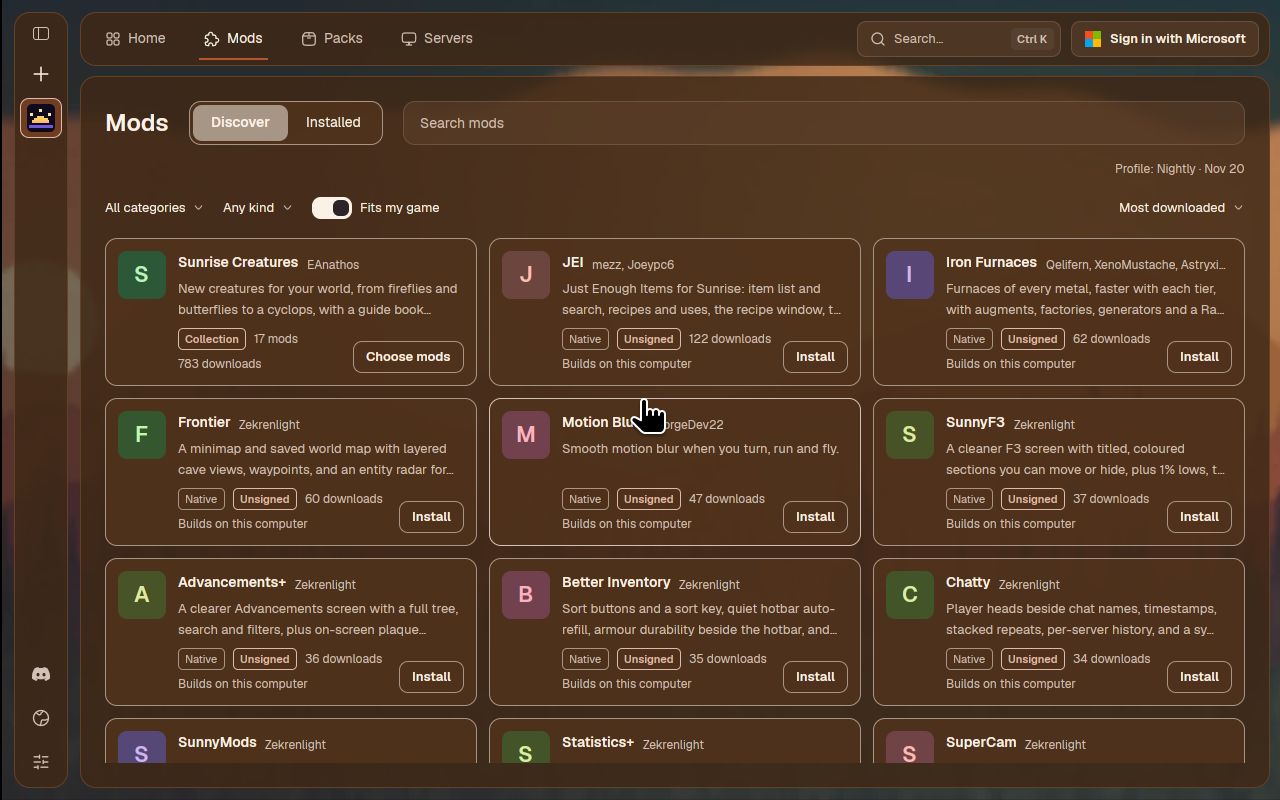 Home
Mods
Packs
Servers
Search...
Ctrl K
Sign in with Microsoft
Mods
Discover
Installed
Search mods
Profile: Nightly · Nov 20
All categories
Any kind
Fits my game
Most downloaded
S
Sunrise Creatures EAnathos
New creatures for your world, from fireflies and
butterflies to a cyclops, with a guide book...
Collection 17 mods
783 downloads
Choose mods
J
JEI mezz, Joeypc6
Just Enough Items for Sunrise: item list and
search, recipes and uses, the recipe window, t...
Native Unsigned 122 downloads
Builds on this computer
Install
I
Iron Furnaces Qelifern, XenoMustache, Astryxi...
Furnaces of every metal, faster with each tier,
with augments, factories, generators and a Ra...
Native Unsigned 62 downloads
Builds on this computer
Install
F
Frontier Zekrenlight
A minimap and saved world map with layered
cave views, waypoints, and an entity radar for...
Native Unsigned 60 downloads
Builds on this computer
Install
M
Motion
Smooth motion blur when you turn, run and fly.
Native Unsigned 47 downloads
Builds on this computer
Install
S
SunnyF3 Zekrenlight
A cleaner F3 screen with titled, coloured
sections you can move or hide, plus 1% lows, t...
Native Unsigned 37 downloads
Builds on this computer
Install
A
Advancements+ Zekrenlight
A clearer Advancements screen with a full tree,
search and filters, plus on-screen plaque...
Native Unsigned 36 downloads
Builds on this computer
Install
B
Better Inventory Zekrenlight
Sort buttons and a sort key, quiet hotbar auto-
refill, armour durability beside the hotbar, and...
Native Unsigned 35 downloads
Builds on this computer
Install
C
Chatty Zekrenlight
Player heads beside chat names, timestamps,
stacked repeats, per-server history, and a sy...
Native Unsigned 34 downloads
Builds on this computer
Install
S
SunnyMods Zekrenlight
S
Statistics+ Zekrenlight
S
SuperCam Zekrenlight